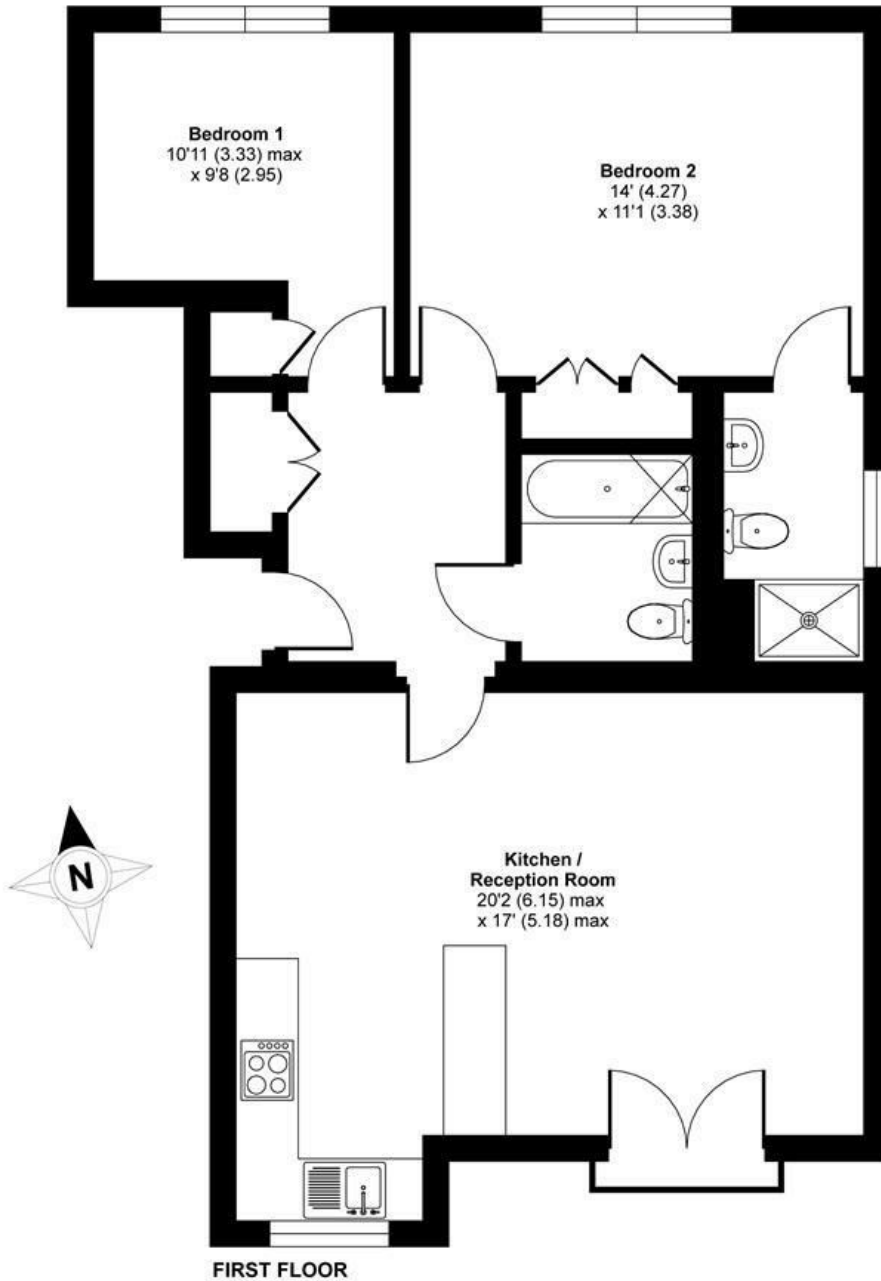 Bedroom 1
10'11 (3.33) max
x 9'8 (2.95)
Bedroom 2
14' (4.27)
x 11'1 (3.38)
N
Kitchen /
Reception Room
20'2 (6.15) max
x 17' (5.18) max
FIRST FLOOR